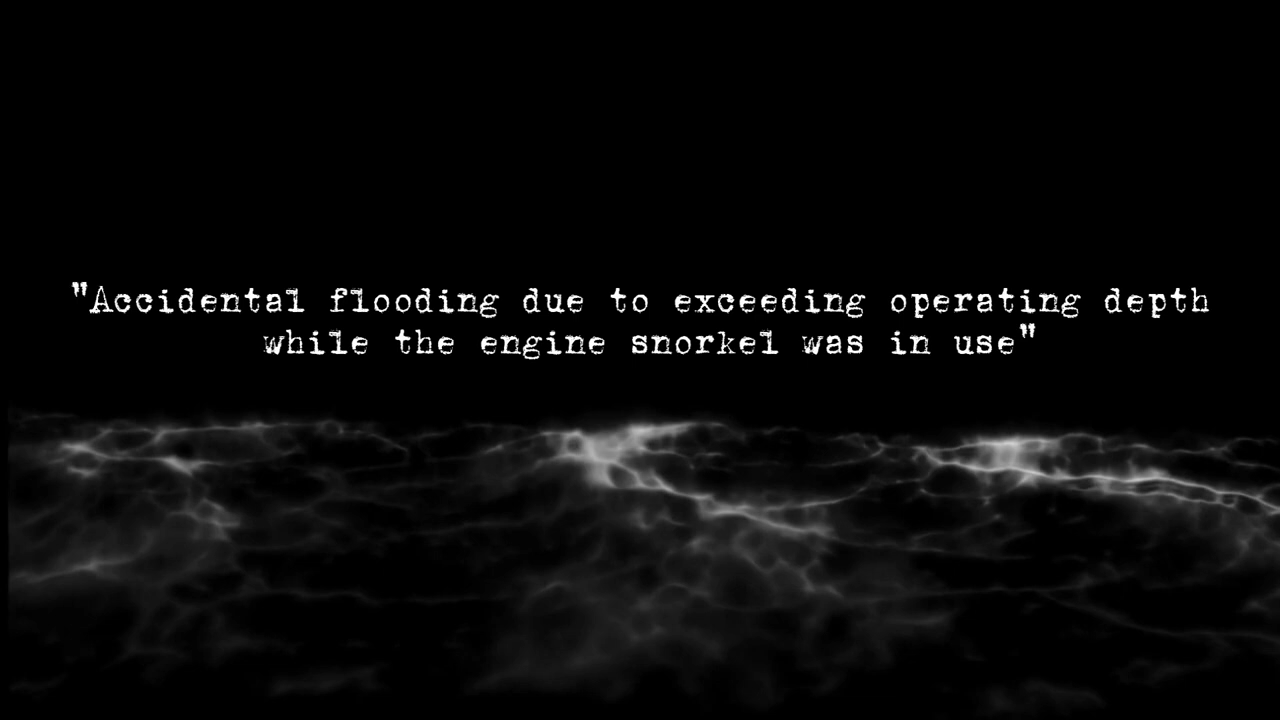 "Accidental flooding due to exceeding operating depth
while the engine snorkel was in use"